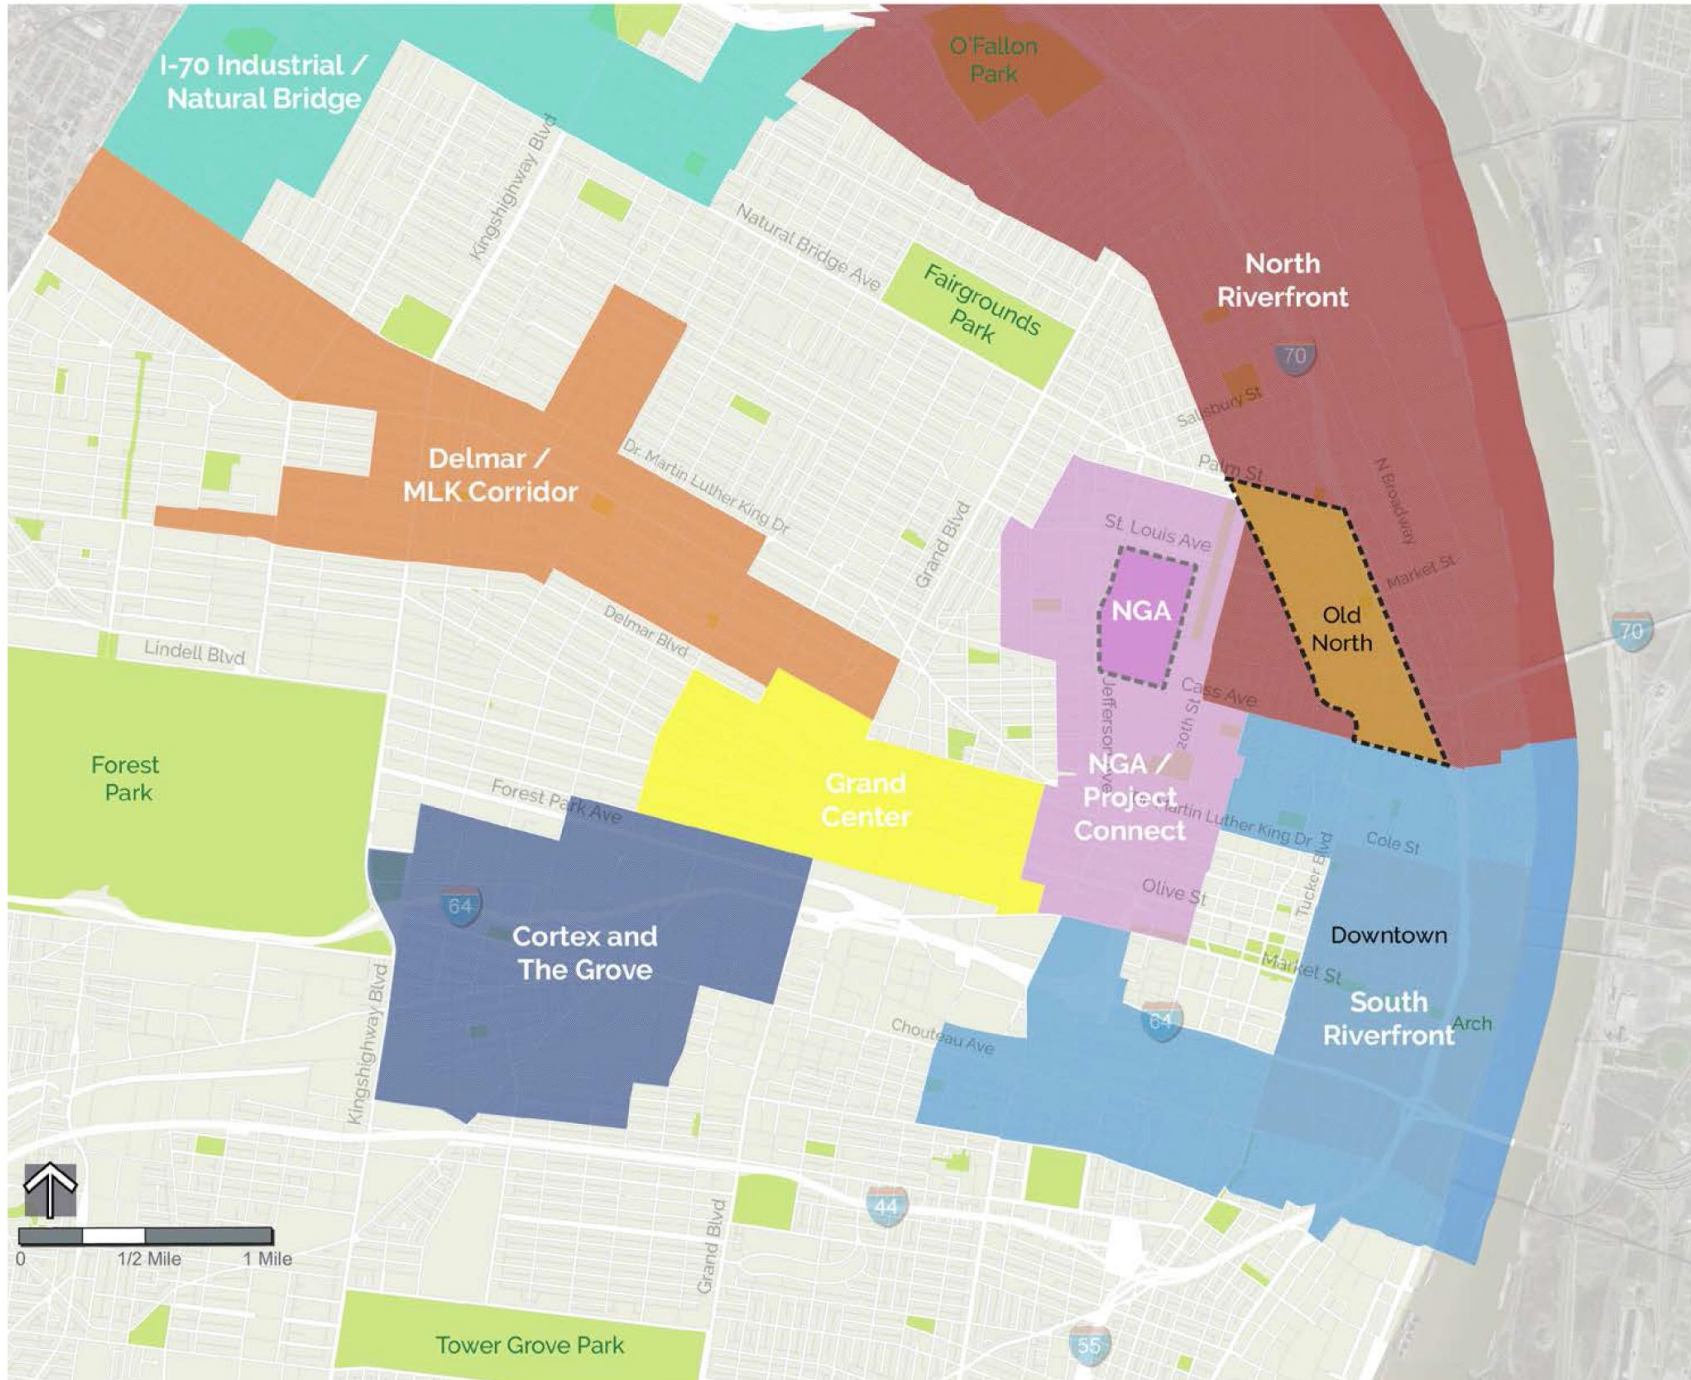 I-70 Industrial /
Natural Bridge
O'Fallon
Park
Kingshighway Blvd
Natural Bridge Ave
Fairgrounds
Park
North
Riverfront
70
Salisbury St
Palm St
N Broadway
Delmar /
MLK Corridor
Dr. Martin Luther King Dr
Grand Blvd
St. Louis Ave
NGA
Market St
Old
North
70
Delmar Blvd
Lindell Blvd
Cass Ave
Jefferson Ave
20th St
Forest
Park
Forest Park Ave
Grand
Center
NGA /
Project
Connect
Martin Luther King Dr
Cole St
Tucker Blvd
Olive St
64
Cortex and
The Grove
Downtown
Market St
South
Riverfront
Arch
64
Chouteau Ave
Kingshighway Blvd
44
Grand Blvd
0
1/2 Mile
1 Mile
Tower Grove Park
55